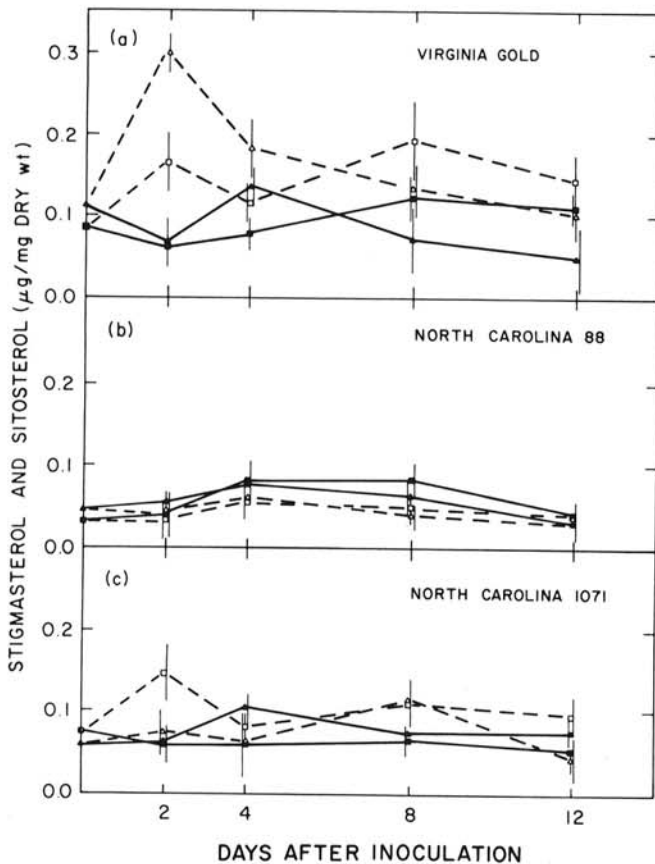 (a)
VIRGINIA GOLD
0.3
0.2
0.1
0.0
(b)
NORTH CAROLINA 88
0.2
0.1
0.0
(c)
NORTH CAROLINA 1071
0.2
0.1
0.0
2 4 8 12
DAYS AFTER INOCULATION
STIGMASTEROL AND SITOSTEROL (μg/mg DRY wt)